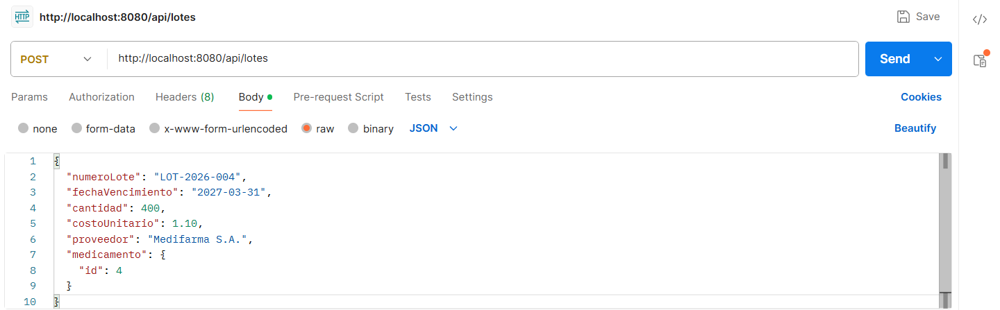 HTTP http://localhost:8080/api/lotes Save
POST http://localhost:8080/api/lotes Send
Params Authorization Headers (8) Body Pre-request Script Tests Settings Cookies
none form-data x-www-form-urlencoded raw binary JSON Beautify
1 {
2 "numeroLote": "LOT-2026-004",
3 "fechaVencimiento": "2027-03-31",
4 "cantidad": 400,
5 "costoUnitario": 1.10,
6 "proveedor": "Medifarma S.A.",
7 "medicamento": {
8 "id": 4
9 }
10 }